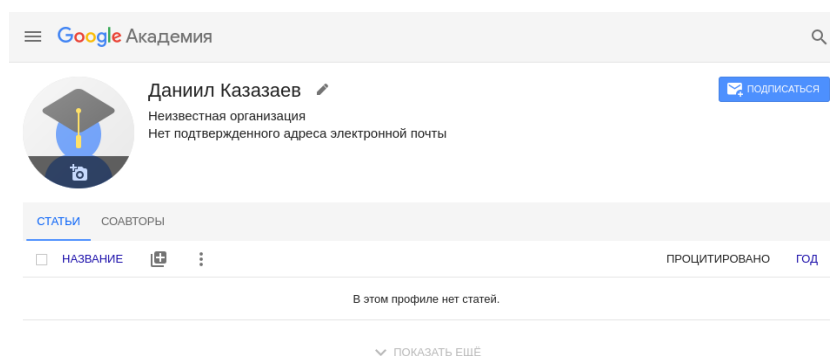 Google Академия
Даниил Казазаев
ПОДПИСАТЬСЯ
Неизвестная организация
Нет подтвержденного адреса электронной почты
СТАТЬИ СОАВТОРЫ
НАЗВАНИЕ ПРОЦИТИРОВАНО ГОД
В этом профиле нет статей.
ПОКАЗАТЬ ЕЩЁ